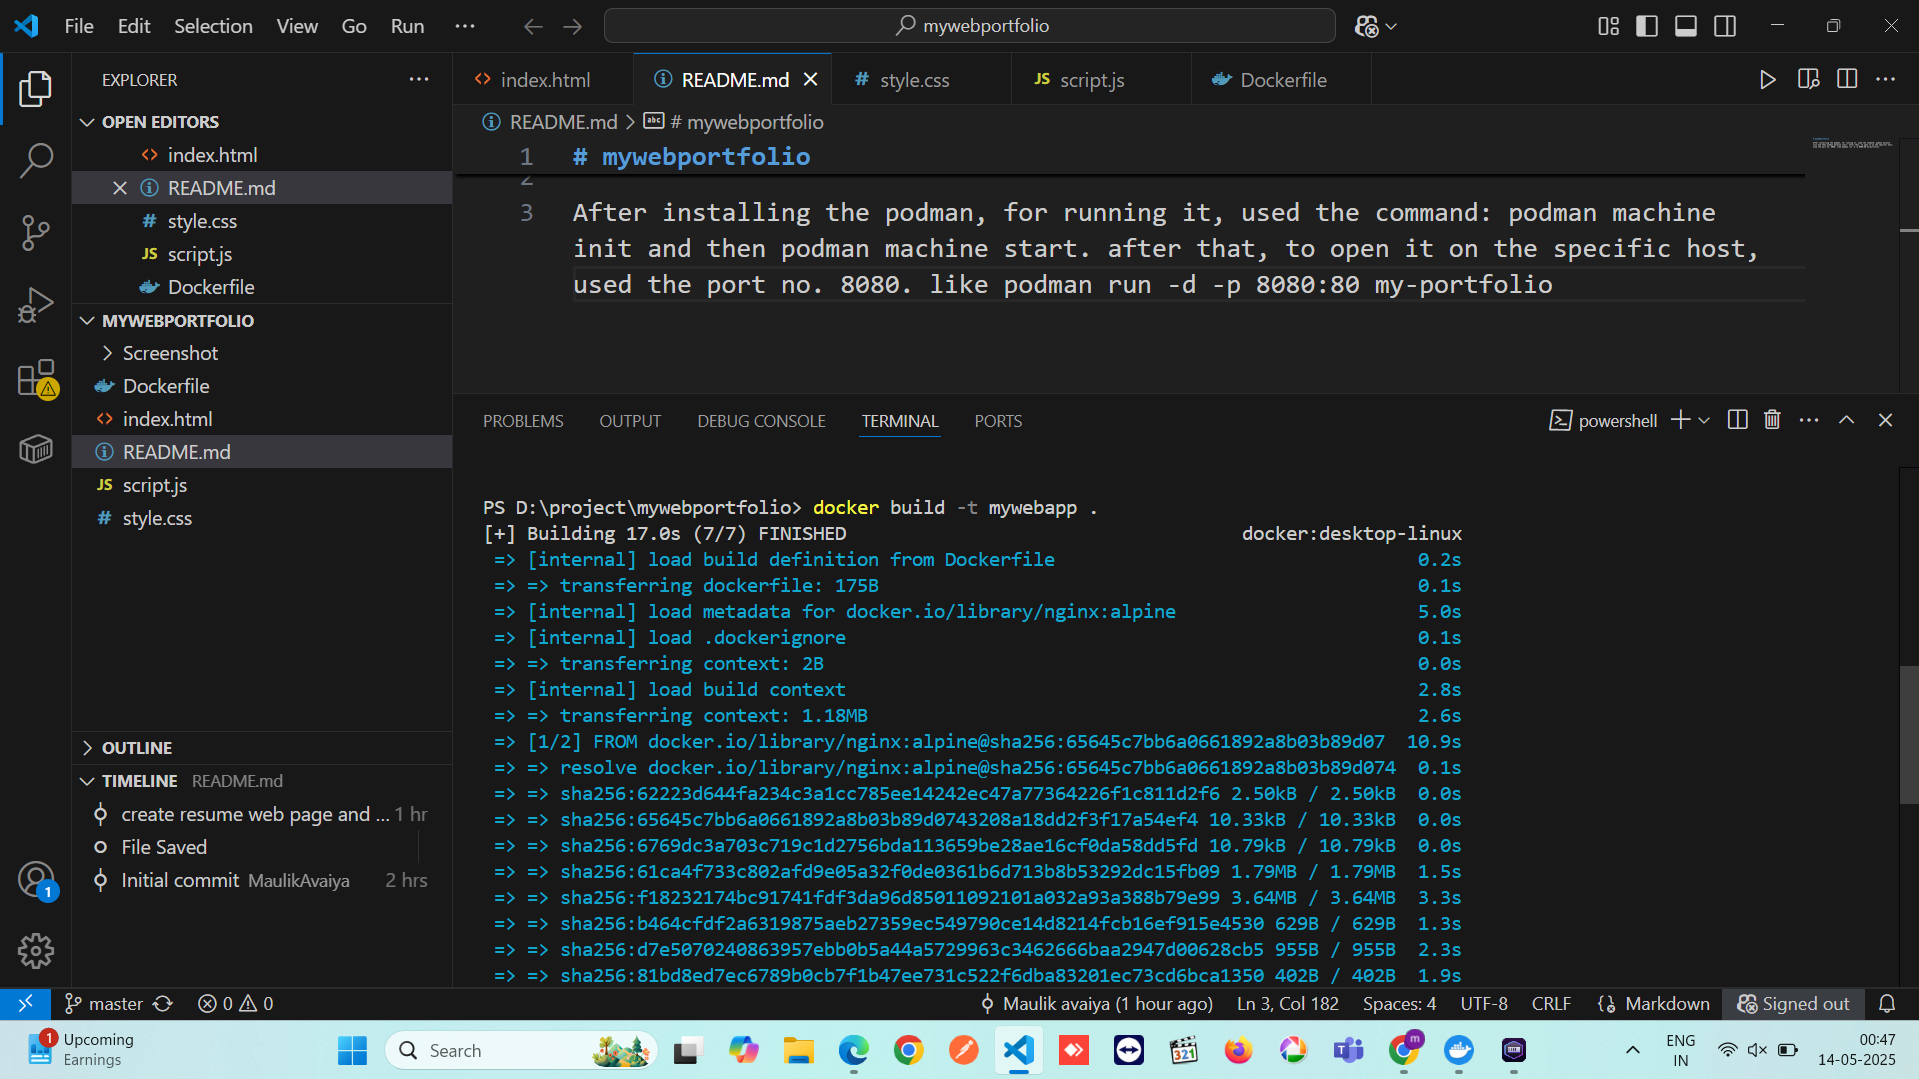 File Edit Selection View Go Run ··· mywebportfolio
EXPLORER ···
OPEN EDITORS
<> index.html
README.md
# style.css
JS script.js
Dockerfile
MYWEBPORTFOLIO
Screenshot
Dockerfile
<> index.html
README.md
JS script.js
# style.css
OUTLINE
TIMELINE README.md
create resume web page and ... 1 hr
File Saved
Initial commit MaulikAvaiya 2 hrs
<> index.html README.md # style.css JS script.js Dockerfile
README.md > abc # mywebportfolio
1 # mywebportfolio
2
3 After installing the podman, for running it, used the command: podman machine
init and then podman machine start. after that, to open it on the specific host,
used the port no. 8080. like podman run -d -p 8080:80 my-portfolio
PROBLEMS OUTPUT DEBUG CONSOLE TERMINAL PORTS powershell
PS D:\project\mywebportfolio> docker build -t mywebapp .
[+] Building 17.0s (7/7) FINISHED docker:desktop-linux
=> [internal] load build definition from Dockerfile 0.2s
=> => transferring dockerfile: 175B 0.1s
=> [internal] load metadata for docker.io/library/nginx:alpine 5.0s
=> [internal] load .dockerignore 0.1s
=> => transferring context: 2B 0.0s
=> [internal] load build context 2.8s
=> => transferring context: 1.18MB 2.6s
=> [1/2] FROM docker.io/library/nginx:alpine@sha256:65645c7bb6a0661892a8b03b89d07 10.9s
=> => resolve docker.io/library/nginx:alpine@sha256:65645c7bb6a0661892a8b03b89d074 0.1s
=> => sha256:62223d644fa234c3a1cc785ee14242ec47a77364226f1c811d2f6 2.50kB / 2.50kB 0.0s
=> => sha256:65645c7bb6a0661892a8b03b89d0743208a18dd2f3f17a54ef4 10.33kB / 10.33kB 0.0s
=> => sha256:6769dc3a703c719c1d2756bda113659be28ae16cf0da58dd5fd 10.79kB / 10.79kB 0.0s
=> => sha256:61ca4f733c802afd9e05a32f0de0361b6d713b8b53292dc15fb09 1.79MB / 1.79MB 1.5s
=> => sha256:f18232174bc91741fdf3da96d85011092101a032a93a388b79e99 3.64MB / 3.64MB 3.3s
=> => sha256:b464cfdf2a6319875aeb27359ec549790ce14d8214fcb16ef915e4530 629B / 629B 1.3s
=> => sha256:d7e5070240863957ebb0b5a44a5729963c3462666baa2947d00628cb5 955B / 955B 2.3s
=> => sha256:81bd8ed7ec6789b0cb7f1b47ee731c522f6dba83201ec73cd6bca1350 402B / 402B 1.9s
1
master 0 0 Maulik avaiya (1 hour ago) Ln 3, Col 182 Spaces: 4 UTF-8 CRLF Markdown Signed out
1 Upcoming
Earnings
Search
321
m
ENG
IN
00:47
14-05-2025